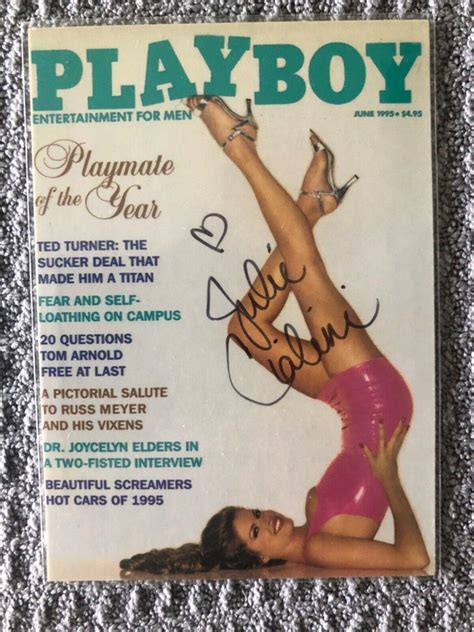 PLAYBOY
ENTERTAINMENT FOR MEN
JUNE 1995 • $4.95
Playmate
of the
Year
TED TURNER: THE
SUCKER DEAL THAT
MADE HIM A TITAN
FEAR AND SELF-
LOATHING ON CAMPUS
20 QUESTIONS
TOM ARNOLD
FREE AT LAST
A PICTORIAL SALUTE
TO RUSS MEYER
AND HIS VIXENS
DR. JOYCELYN ELDERS IN
A TWO-FISTED INTERVIEW
BEAUTIFUL SCREAMERS
HOT CARS OF 1995
Julie
Cialini